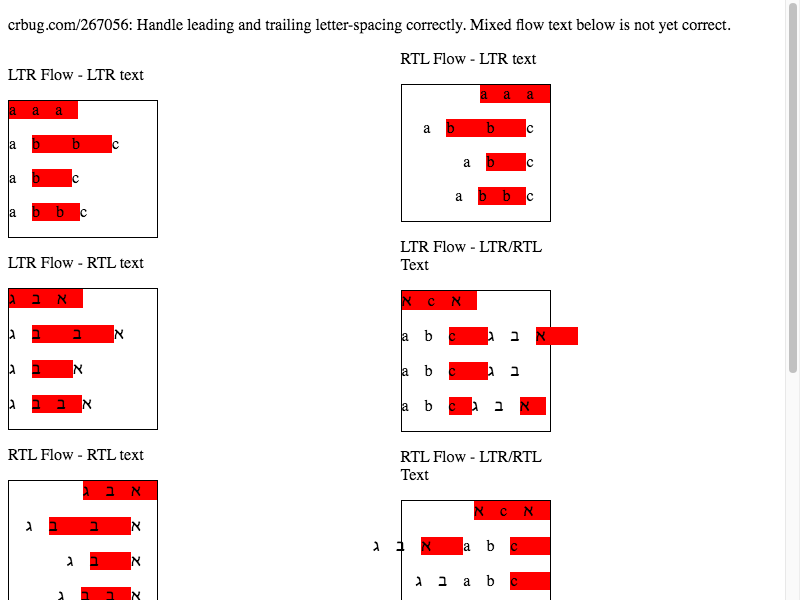 crbug.com/267056: Handle leading and trailing letter-spacing correctly. Mixed flow text below is not yet correct.
LTR Flow - LTR text
a a a
a b b c
a b c
a b b c
LTR Flow - RTL text
א ב ג
א ב ב ג
א ב ג
א ב ב ג
RTL Flow - RTL text
א ב ג
א ב ב ג
א ב ג
א ב ב ג
RTL Flow - LTR text
a a a
a b b c
a b c
a b b c
LTR Flow - LTR/RTL
Text
א c א
a b c א ב ג
a b c ב ג
a b c א ב ג
RTL Flow - LTR/RTL
Text
א c א
a b c א ב ג
a b c ב ג